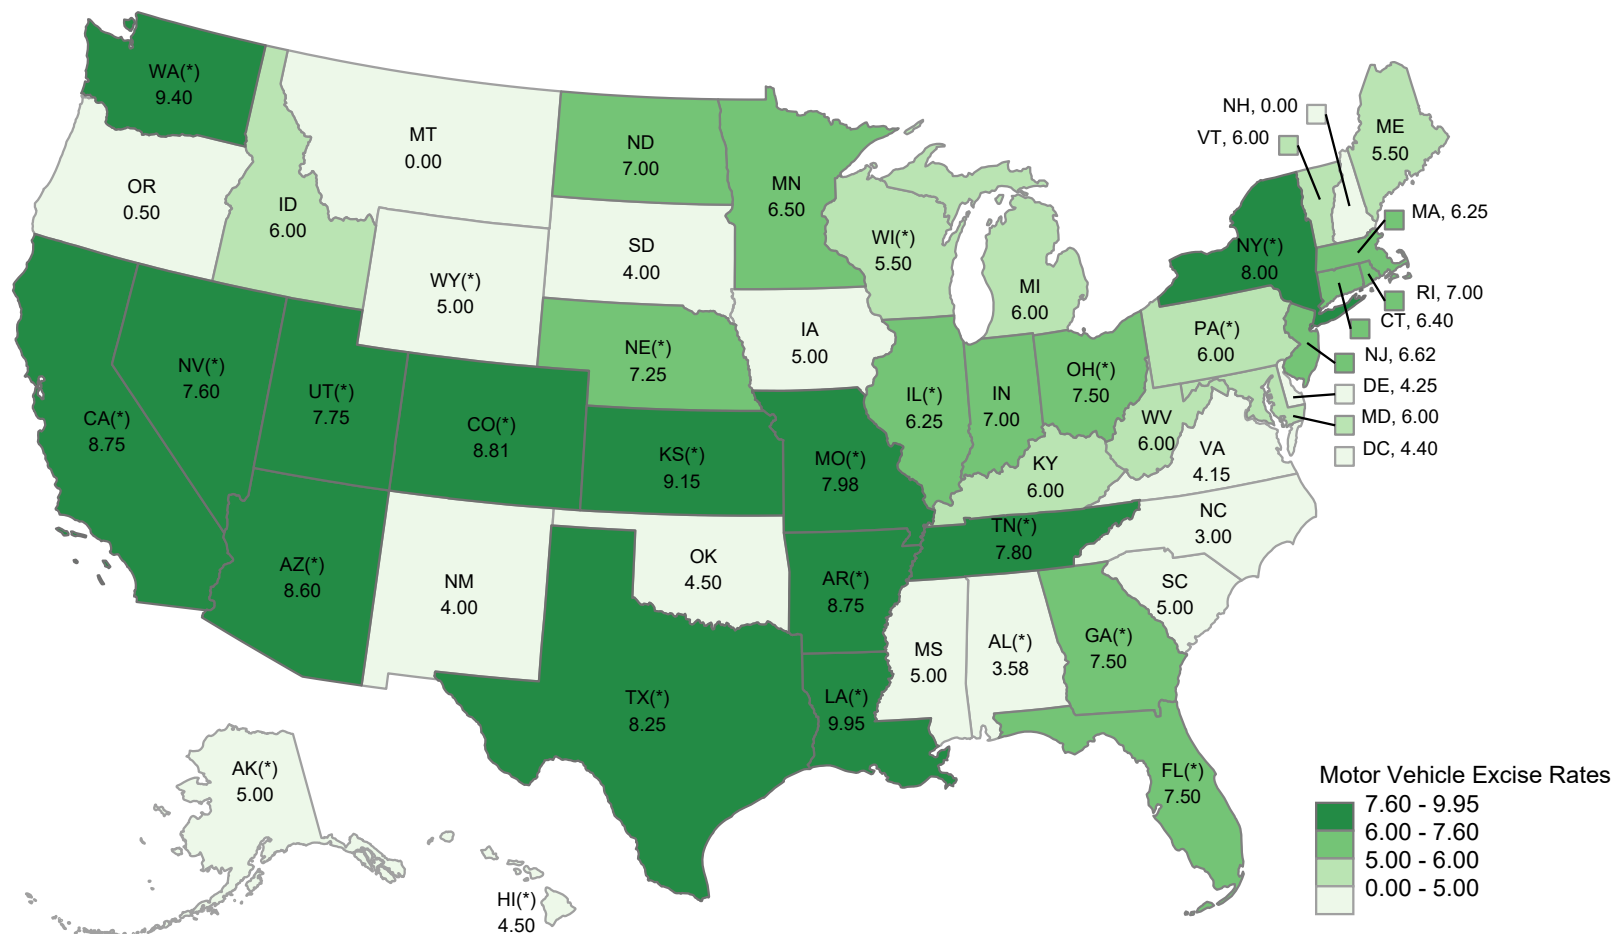 WA(*)
9.40
MT
0.00
ND
7.00
MN
6.50
OR
0.50
ID
6.00
WY(*)
5.00
SD
4.00
WI(*)
5.50
MI
6.00
NH, 0.00
VT, 6.00
ME
5.50
MA, 6.25
NY(*)
8.00
RI, 7.00
CT, 6.40
NJ, 6.62
DE, 4.25
MD, 6.00
DC, 4.40
PA(*)
6.00
IA
5.00
NE(*)
7.25
NV(*)
7.60
UT(*)
7.75
CO(*)
8.81
CA(*)
8.75
KS(*)
9.15
MO(*)
7.98
IL(*)
6.25
IN
7.00
OH(*)
7.50
WV
6.00
VA
4.15
KY
6.00
NC
3.00
TN(*)
7.80
SC
5.00
AZ(*)
8.60
NM
4.00
OK
4.50
AR(*)
8.75
MS
5.00
AL(*)
3.58
GA(*)
7.50
TX(*)
8.25
LA(*)
9.95
FL(*)
7.50
AK(*)
5.00
HI(*)
4.50
Motor Vehicle Excise Rates
7.60 - 9.95
6.00 - 7.60
5.00 - 6.00
0.00 - 5.00